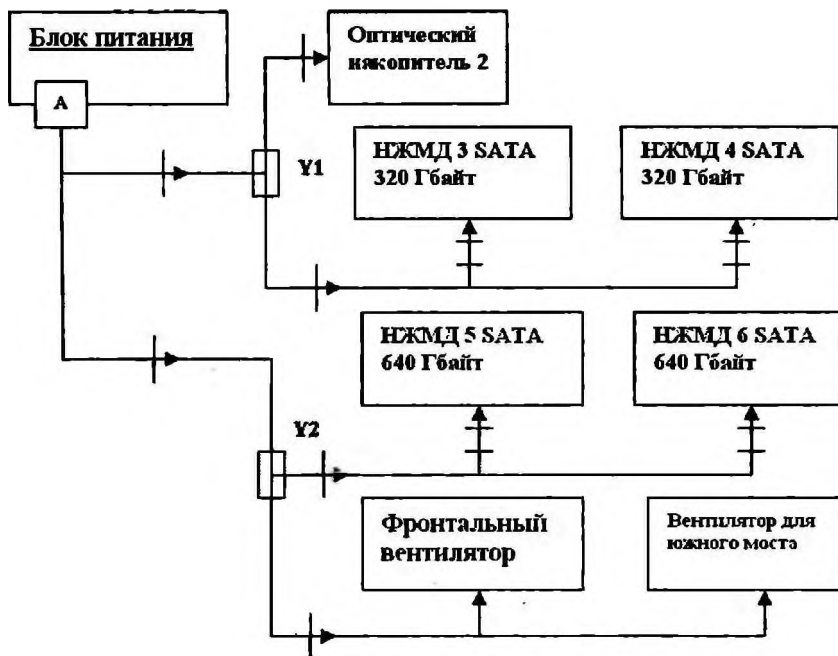 Блок питания
А
Оптический
накопитель 2
Y1
НЖМД 3 SATA
320 Гбайт
НЖМД 4 SATA
320 Гбайт
НЖМД 5 SATA
640 Гбайт
НЖМД 6 SATA
640 Гбайт
Y2
Фронтальный
вентилятор
Вентилятор для
южного моста